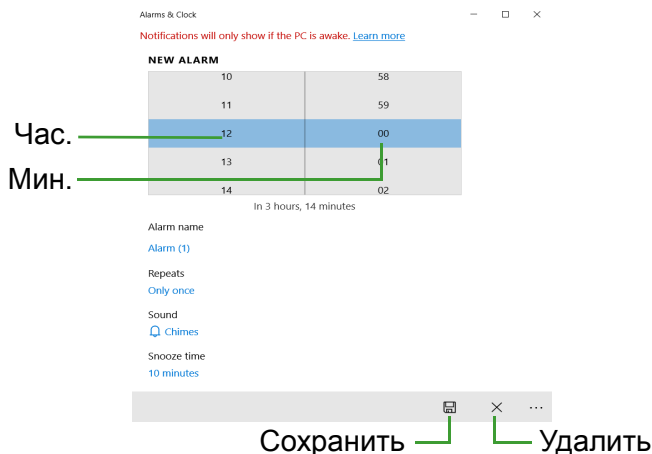 Alarms & Clock
Notifications will only show if the PC is awake. Learn more
NEW ALARM
10 58
11 59
Час. 12 00
13 01
Мин.
14 02
In 3 hours, 14 minutes
Alarm name
Alarm (1)
Repeats
Only once
Sound
Chimes
Snooze time
10 minutes
Сохранить Удалить